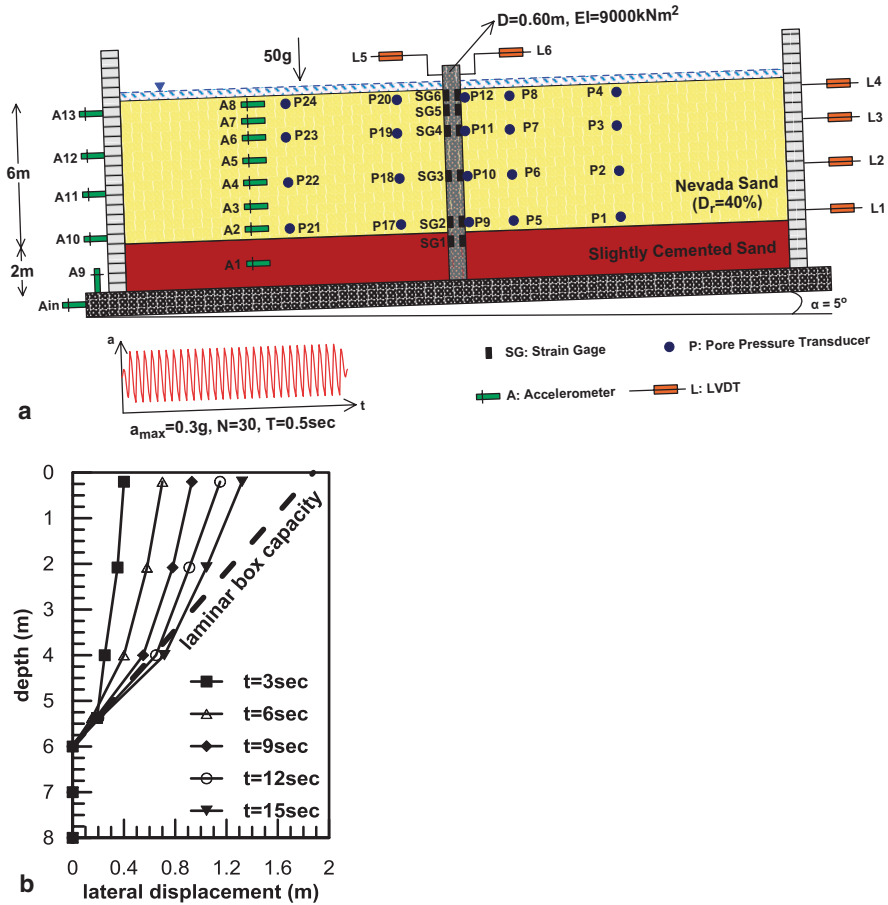 D=0.60m, EI=9000kNm2
50g
L5
L6
L4
A8
P24
P20
SG6
P12
P8
P4
A13
A7
SG5
L3
A6
P23
P19
SG4
P11
P7
P3
A12
A5
L2
6m
A4
P22
P18
SG3
P10
P6
P2
A11
A3
Nevada Sand
(Dr=40%)
L1
A10
A2
P21
P17
SG2
P9
P5
P1
SG1
2m
A9
A1
Slightly Cemented Sand
Ain
α = 5o
a
t
amax=0.3g, N=30, T=0.5sec
SG: Strain Gage
P: Pore Pressure Transducer
A: Accelerometer
L: LVDT
a
0
1
2
3
4
5
6
7
8
depth (m)
laminar box capacity
t=3sec
t=6sec
t=9sec
t=12sec
t=15sec
0 0.4 0.8 1.2 1.6 2
lateral displacement (m)
b